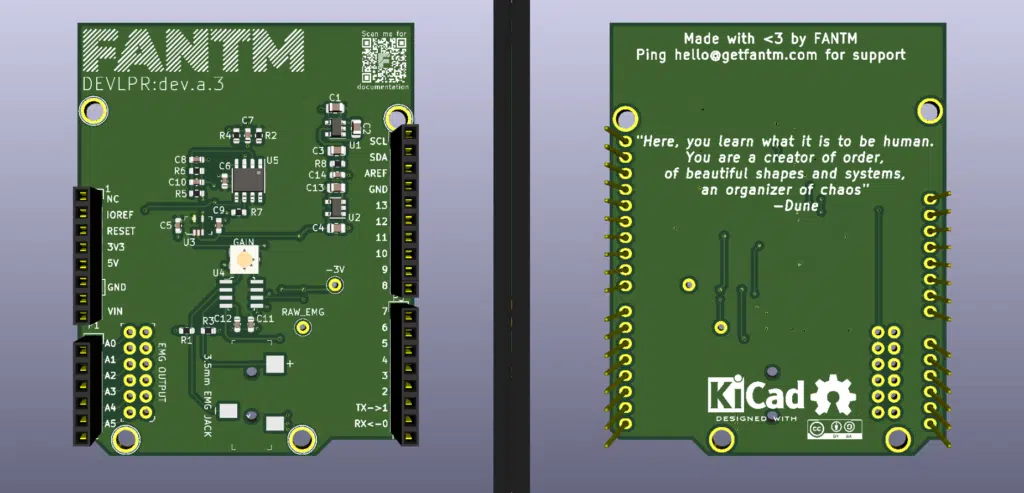 FANTM
DEVLPR:dev.a.3
Scan me for
documentation
C1
C2
U1
C7
R4
R2
C3
R8
C14
C13
U2
C4
C8
R6
C10
R5
C6
U5
R7
C9
C5
U3
GAIN
U4
-3V
RAW_EMG
C12
C11
R1
R3
3.5mm EMG JACK
+
-
EMG OUTPUT
1
NC
IOREF
RESET
3V3
5V
GND
VIN
P1
A0
A1
A2
A3
A4
A5
SCL
SDA
AREF
GND
13
12
11
10
9
8
7
6
5
4
3
2
TX->1
RX<-0
Made with <3 by FANTM
Ping hello@getfantm.com for support
"Here, you learn what it is to be human.
You are a creator of order,
of beautiful shapes and systems,
an organizer of chaos"
—Dune
KiCad
DESIGNED WITH
CC
BY SA